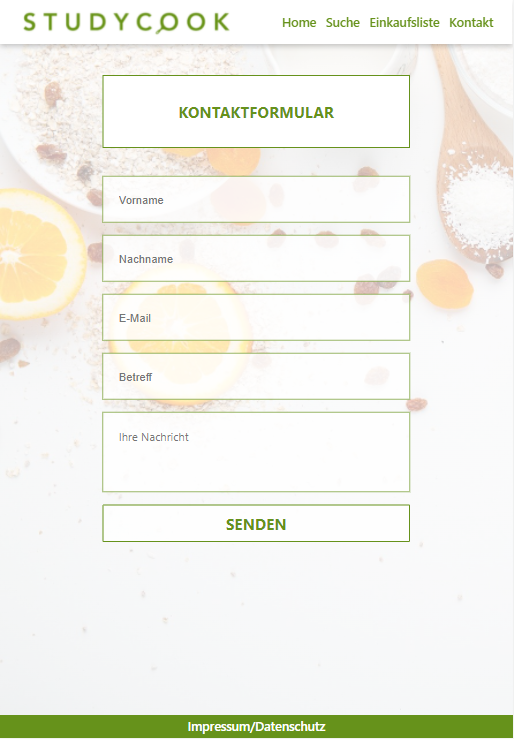 STUDYCOOK
Home Suche Einkaufsliste Kontakt
KONTAKTFORMULAR
Vorname
Nachname
E-Mail
Betreff
Ihre Nachricht
SENDEN
Impressum/Datenschutz